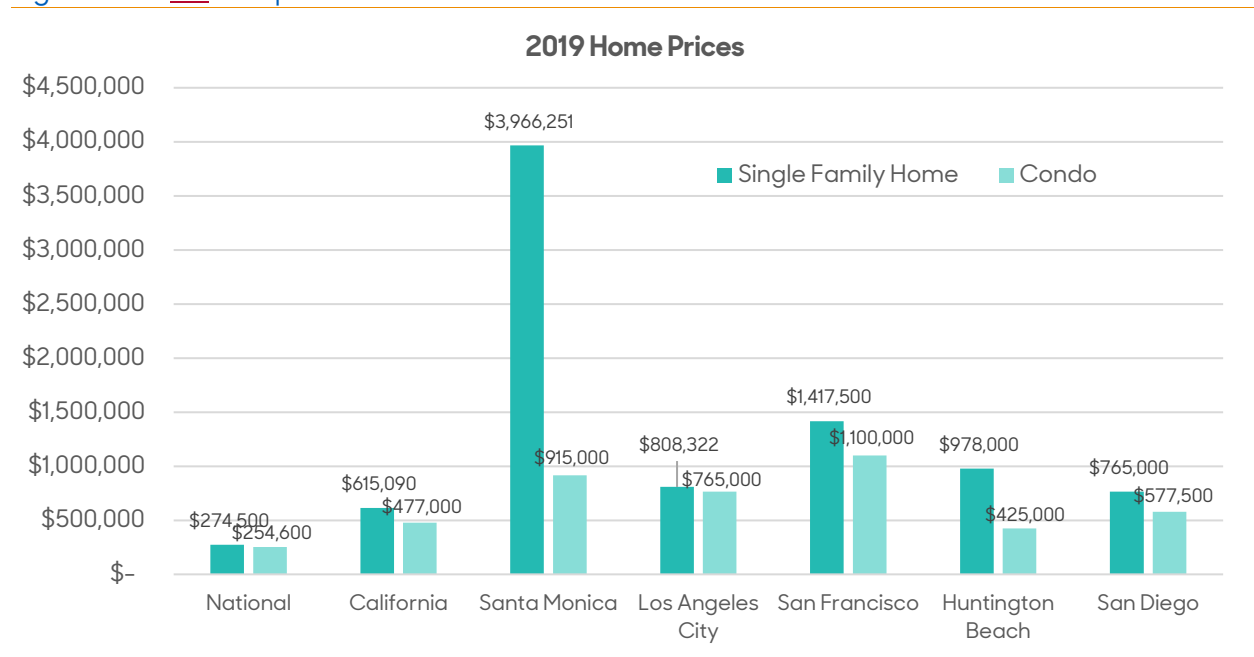 2019 Home Prices
$4,500,000
$4,000,000
$3,500,000
$3,000,000
$2,500,000
$2,000,000
$1,500,000
$1,000,000
$500,000
$-
Single Family Home
Condo
$274,500
$254,600
$615,090
$477,000
$3,966,251
$915,000
$808,322
$765,000
$1,417,500
$1,100,000
$978,000
$425,000
$765,000
$577,500
National
California
Santa Monica
Los Angeles
City
San Francisco
Huntington
Beach
San Diego